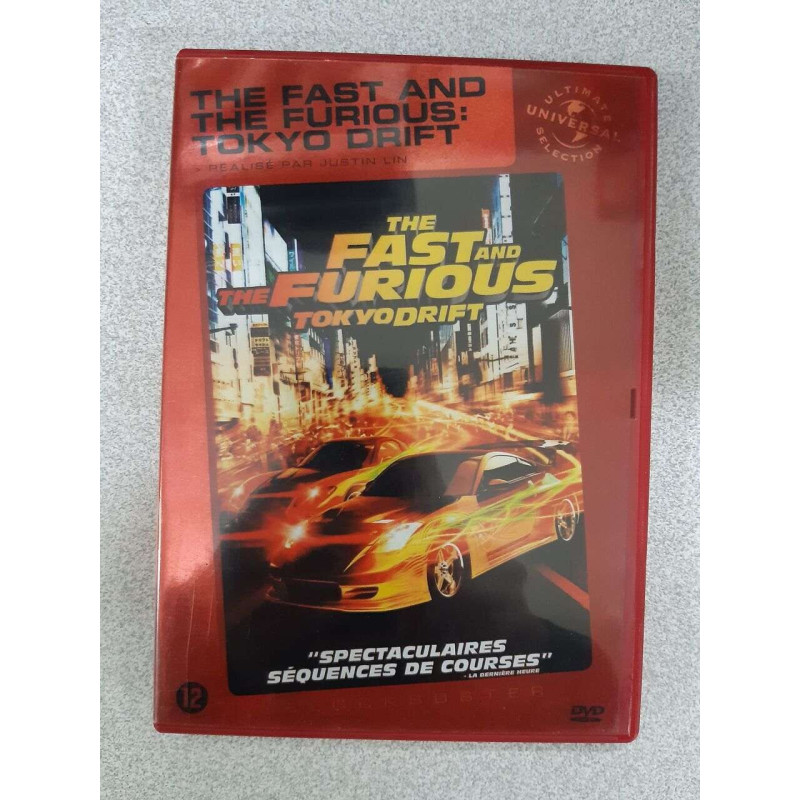 THE FAST AND
THE FURIOUS:
TOKYO DRIFT
> RÉALISÉ PAR JUSTIN LIN
ULTIMATE
UNIVERSAL
SELECTION
THE
FAST AND
THE FURIOUS
TOKYO DRIFT
"SPECTACULAIRES
SÉQUENCES DE COURSES"
- LA DERNIÈRE HEURE
12
DVD